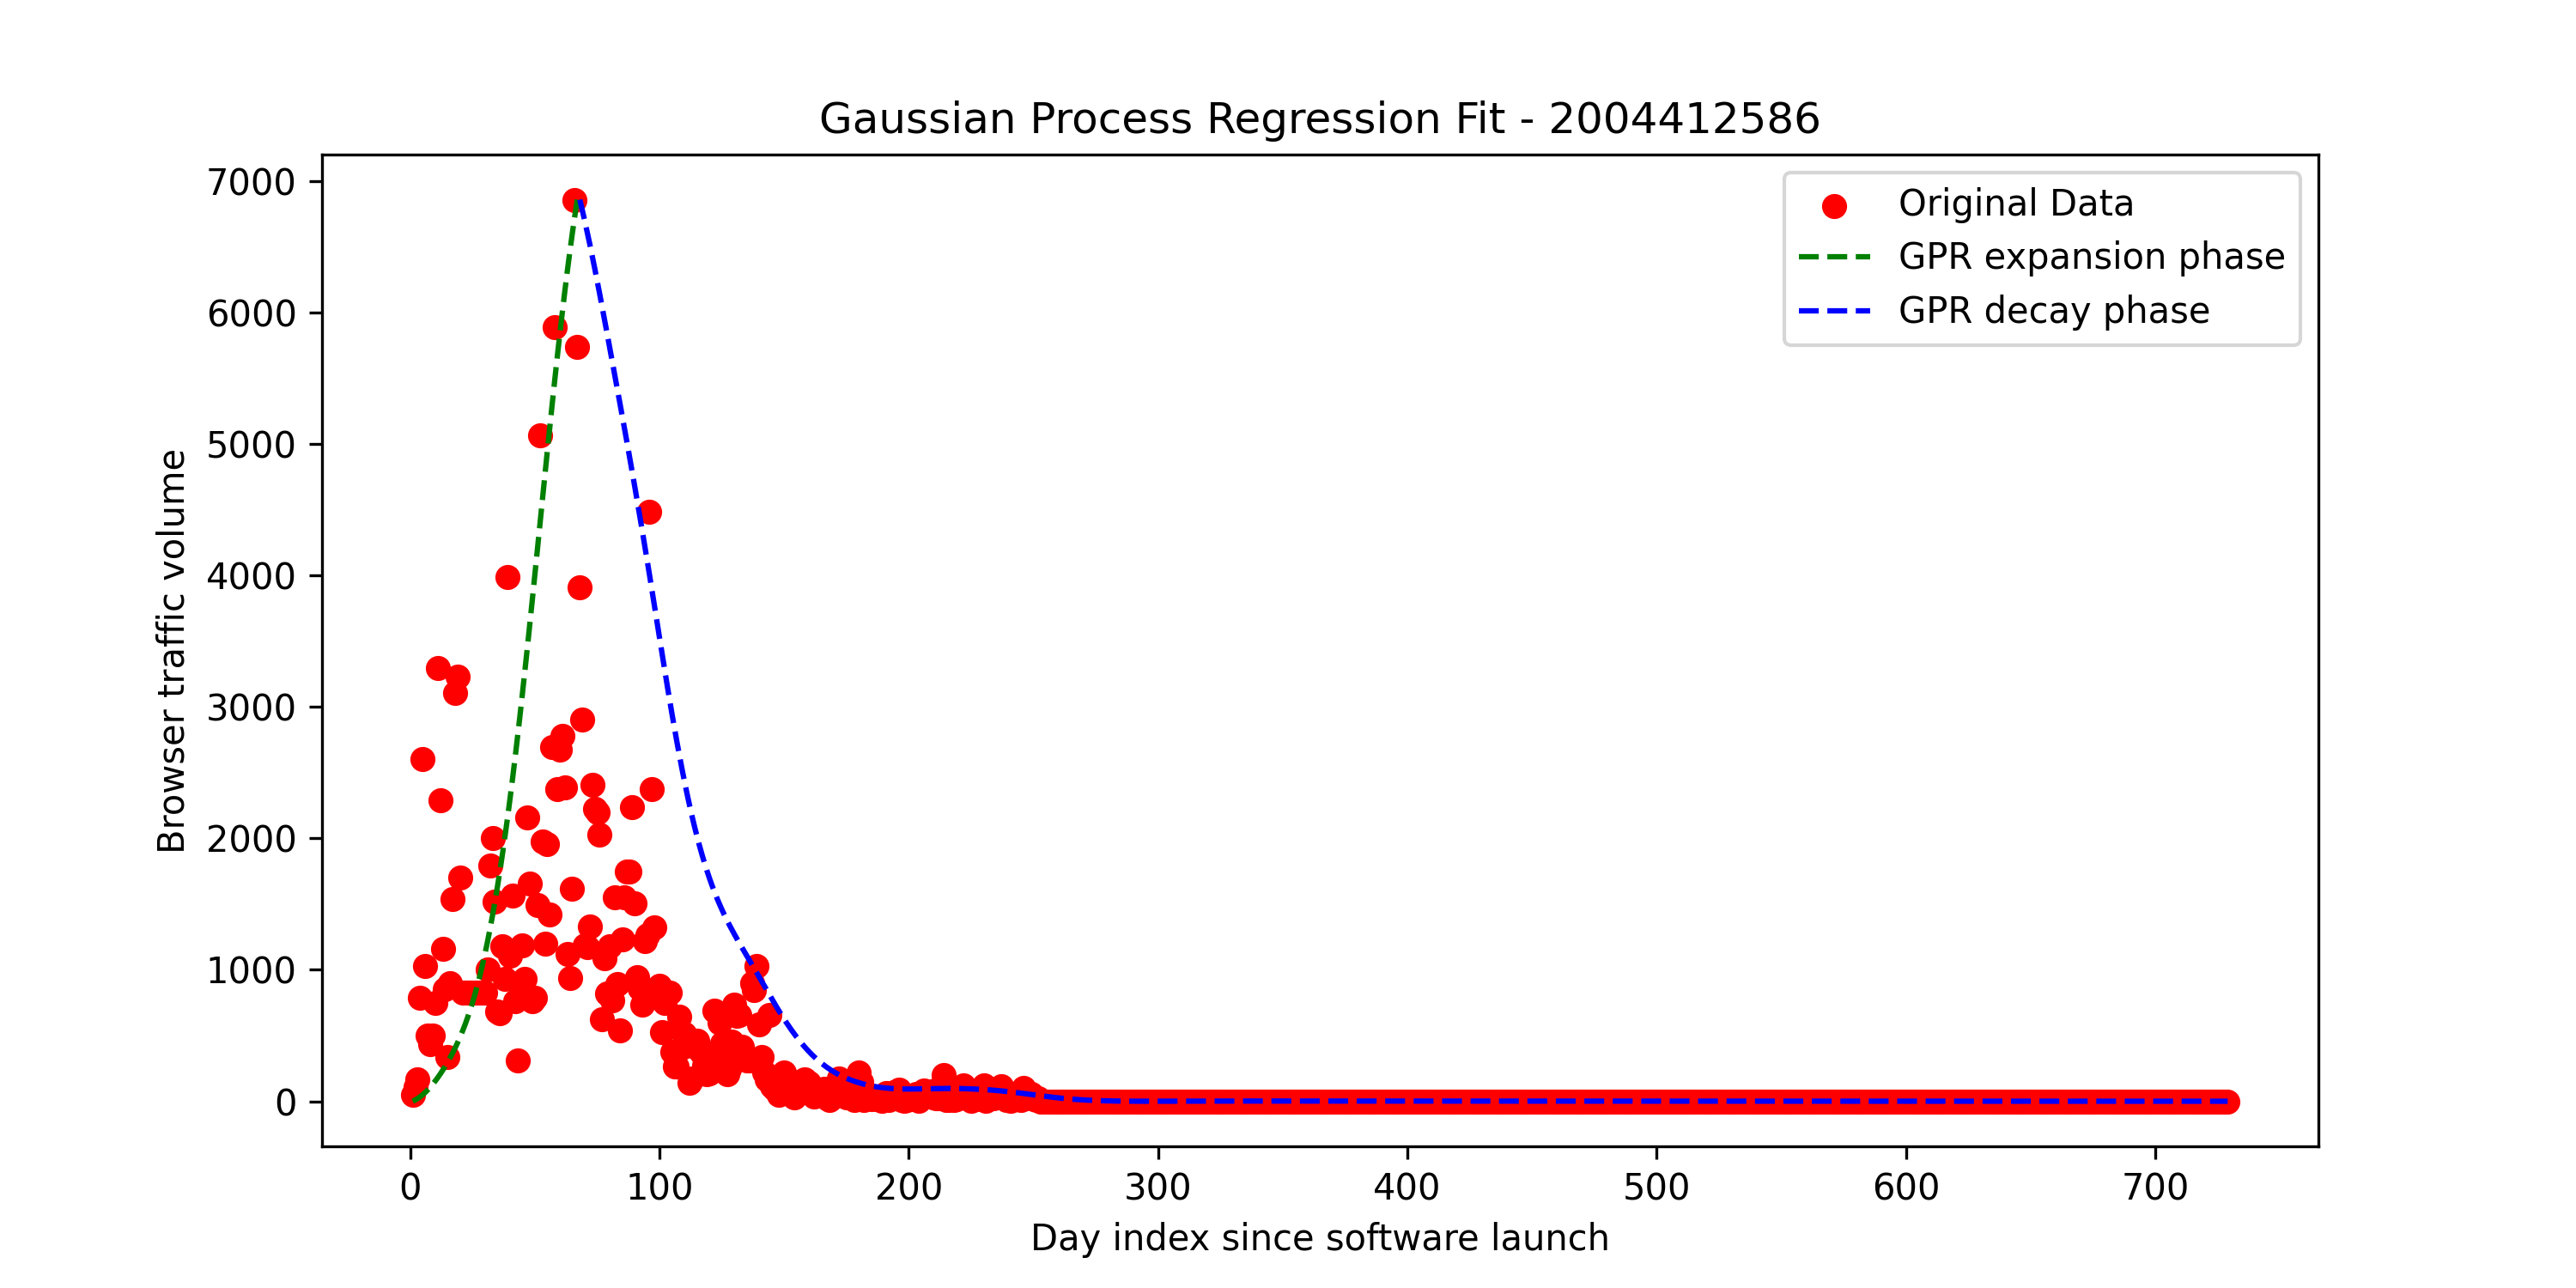 Gaussian Process Regression Fit - 2004412586
Original Data
GPR expansion phase
GPR decay phase
7000
6000
5000
4000
3000
2000
1000
0
Browser traffic volume
0 100 200 300 400 500 600 700
Day index since software launch